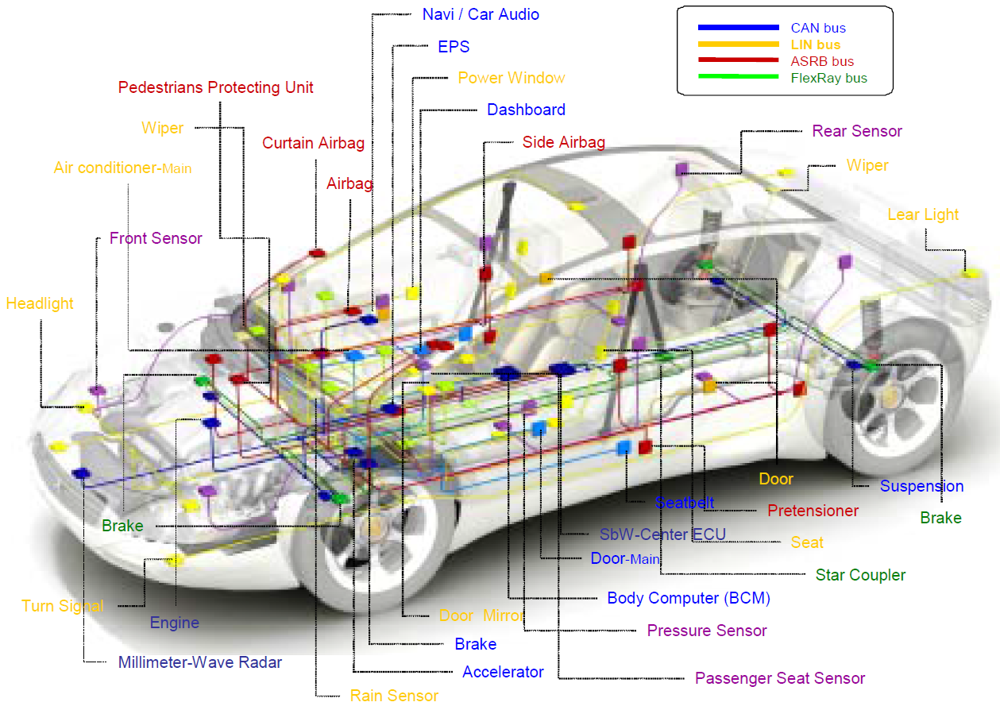 Navi / Car Audio
CAN bus
LIN bus
ASRB bus
FlexRay bus
EPS
Power Window
Pedestrians Protecting Unit
Dashboard
Wiper
Curtain Airbag
Side Airbag
Rear Sensor
Air conditioner-Main
Wiper
Airbag
Lear Light
Front Sensor
Headlight
Door
Suspension
Seatbelt
Pretensioner
Brake
Brake
SbW-Center ECU
Seat
Door-Main
Star Coupler
Turn Signal
Body Computer (BCM)
Engine
Door Mirror
Pressure Sensor
Brake
Millimeter-Wave Radar
Accelerator
Passenger Seat Sensor
Rain Sensor